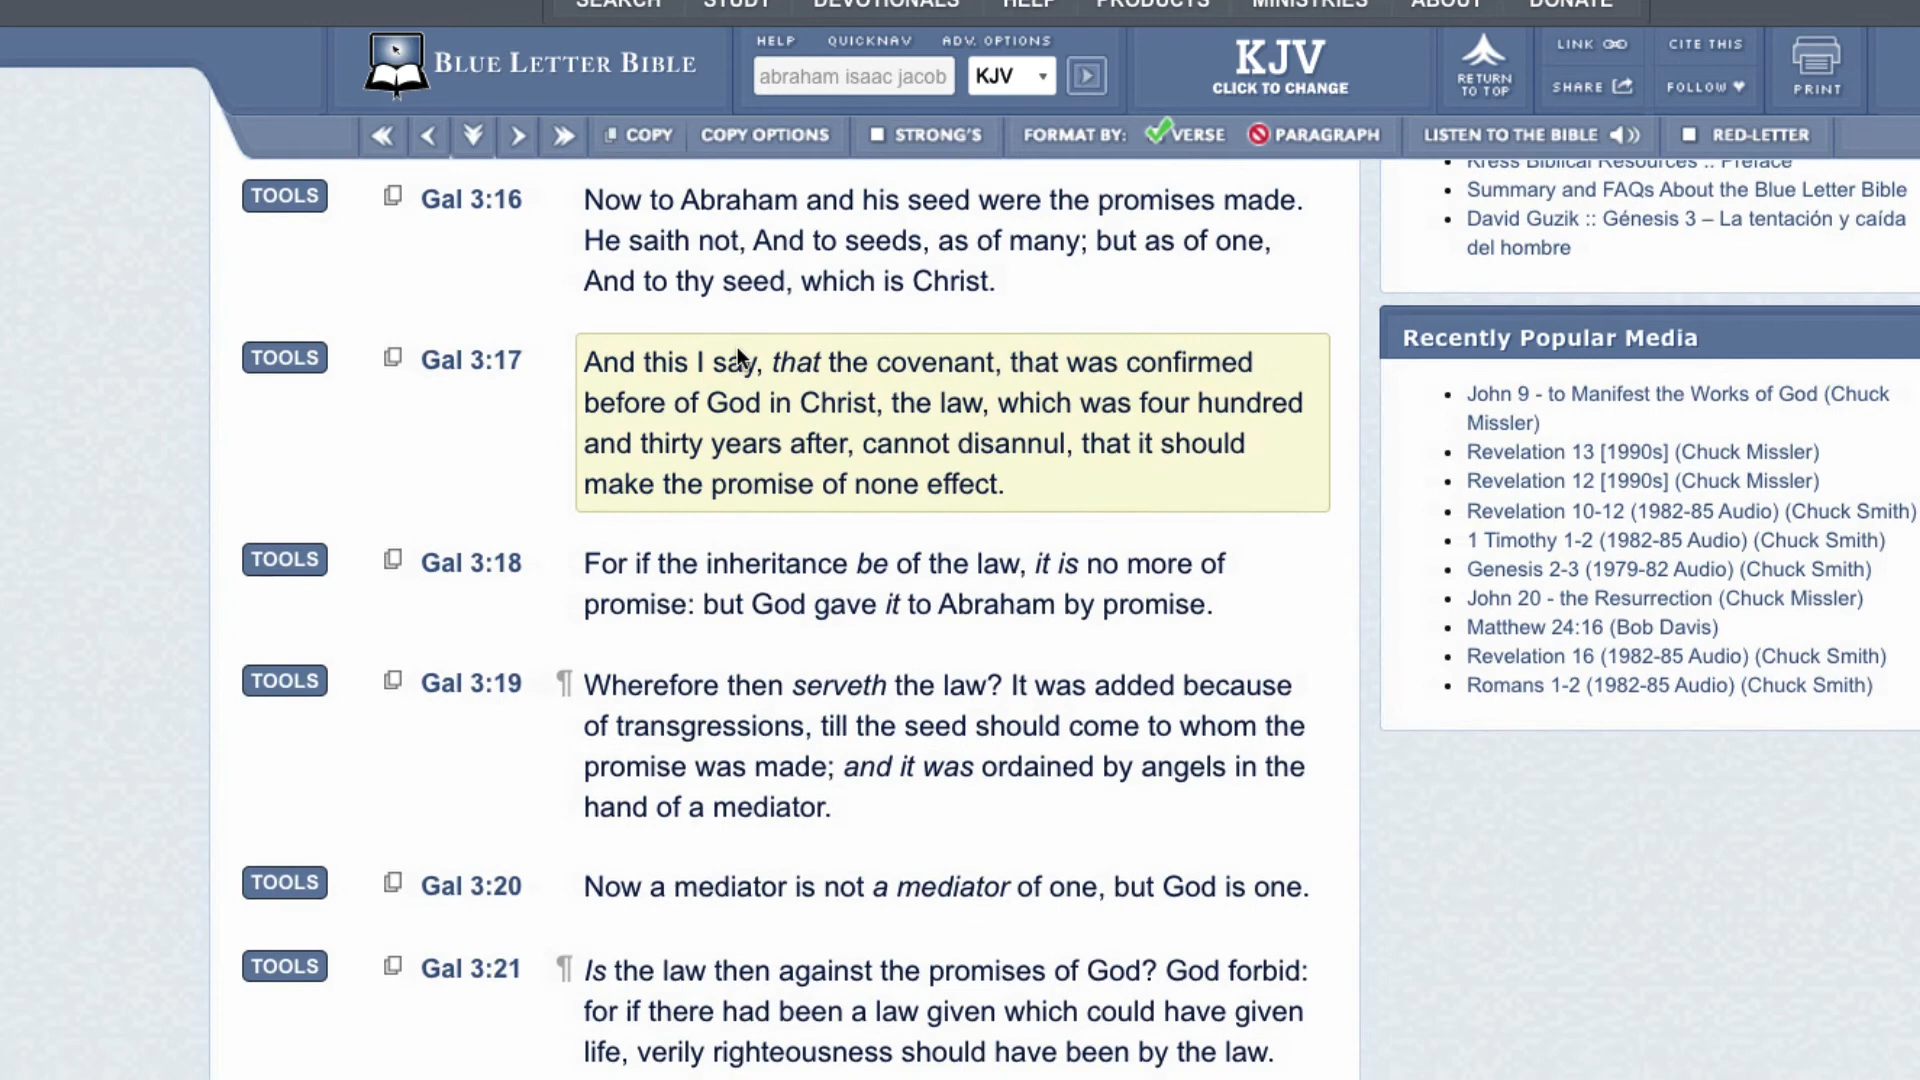 SEARCH STUDY DEVOTIONALS HELP PRODUCTS MINISTRIES ABOUT DONATE
BLUE LETTER BIBLE
HELP QUICKNAV ADV. OPTIONS
abraham isaac jacob KJV
KJV
CLICK TO CHANGE
RETURN
TO TOP
LINK
SHARE
CITE THIS
FOLLOW
PRINT
COPY COPY OPTIONS STRONG'S FORMAT BY: VERSE PARAGRAPH LISTEN TO THE BIBLE RED-LETTER
TOOLS Gal 3:16 Now to Abraham and his seed were the promises made.
He saith not, And to seeds, as of many; but as of one,
And to thy seed, which is Christ.
TOOLS Gal 3:17 And this I say, that the covenant, that was confirmed
before of God in Christ, the law, which was four hundred
and thirty years after, cannot disannul, that it should
make the promise of none effect.
TOOLS Gal 3:18 For if the inheritance be of the law, it is no more of
promise: but God gave it to Abraham by promise.
TOOLS Gal 3:19 ¶ Wherefore then serveth the law? It was added because
of transgressions, till the seed should come to whom the
promise was made; and it was ordained by angels in the
hand of a mediator.
TOOLS Gal 3:20 Now a mediator is not a mediator of one, but God is one.
TOOLS Gal 3:21 ¶ Is the law then against the promises of God? God forbid:
for if there had been a law given which could have given
life, verily righteousness should have been by the law.
Kress Biblical Resources :: Preface
Summary and FAQs About the Blue Letter Bible
David Guzik :: Génesis 3 – La tentación y caída
del hombre
Recently Popular Media
John 9 - to Manifest the Works of God (Chuck
Missler)
Revelation 13 [1990s] (Chuck Missler)
Revelation 12 [1990s] (Chuck Missler)
Revelation 10-12 (1982-85 Audio) (Chuck Smith)
1 Timothy 1-2 (1982-85 Audio) (Chuck Smith)
Genesis 2-3 (1979-82 Audio) (Chuck Smith)
John 20 - the Resurrection (Chuck Missler)
Matthew 24:16 (Bob Davis)
Revelation 16 (1982-85 Audio) (Chuck Smith)
Romans 1-2 (1982-85 Audio) (Chuck Smith)